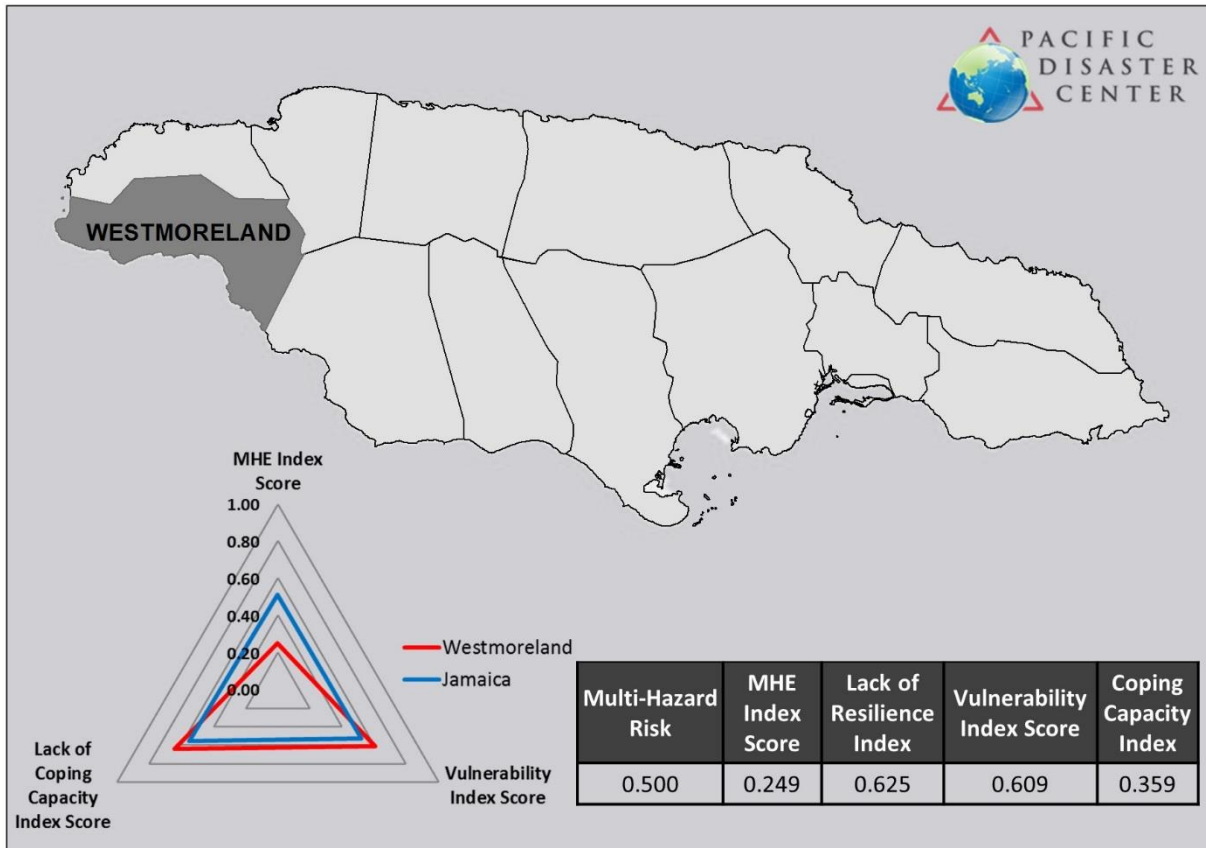 PACIFIC
DISASTER
CENTER
WESTMORELAND
MHE Index
Score
1.00
0.80
0.60
0.40
0.20
0.00
Westmoreland
Jamaica
Lack of
Coping
Capacity
Index Score
Vulnerability
Index Score
Multi-Hazard
Risk
MHE
Index
Score
Lack of
Resilience
Index
Vulnerability
Index Score
Coping
Capacity
Index
0.500
0.249
0.625
0.609
0.359